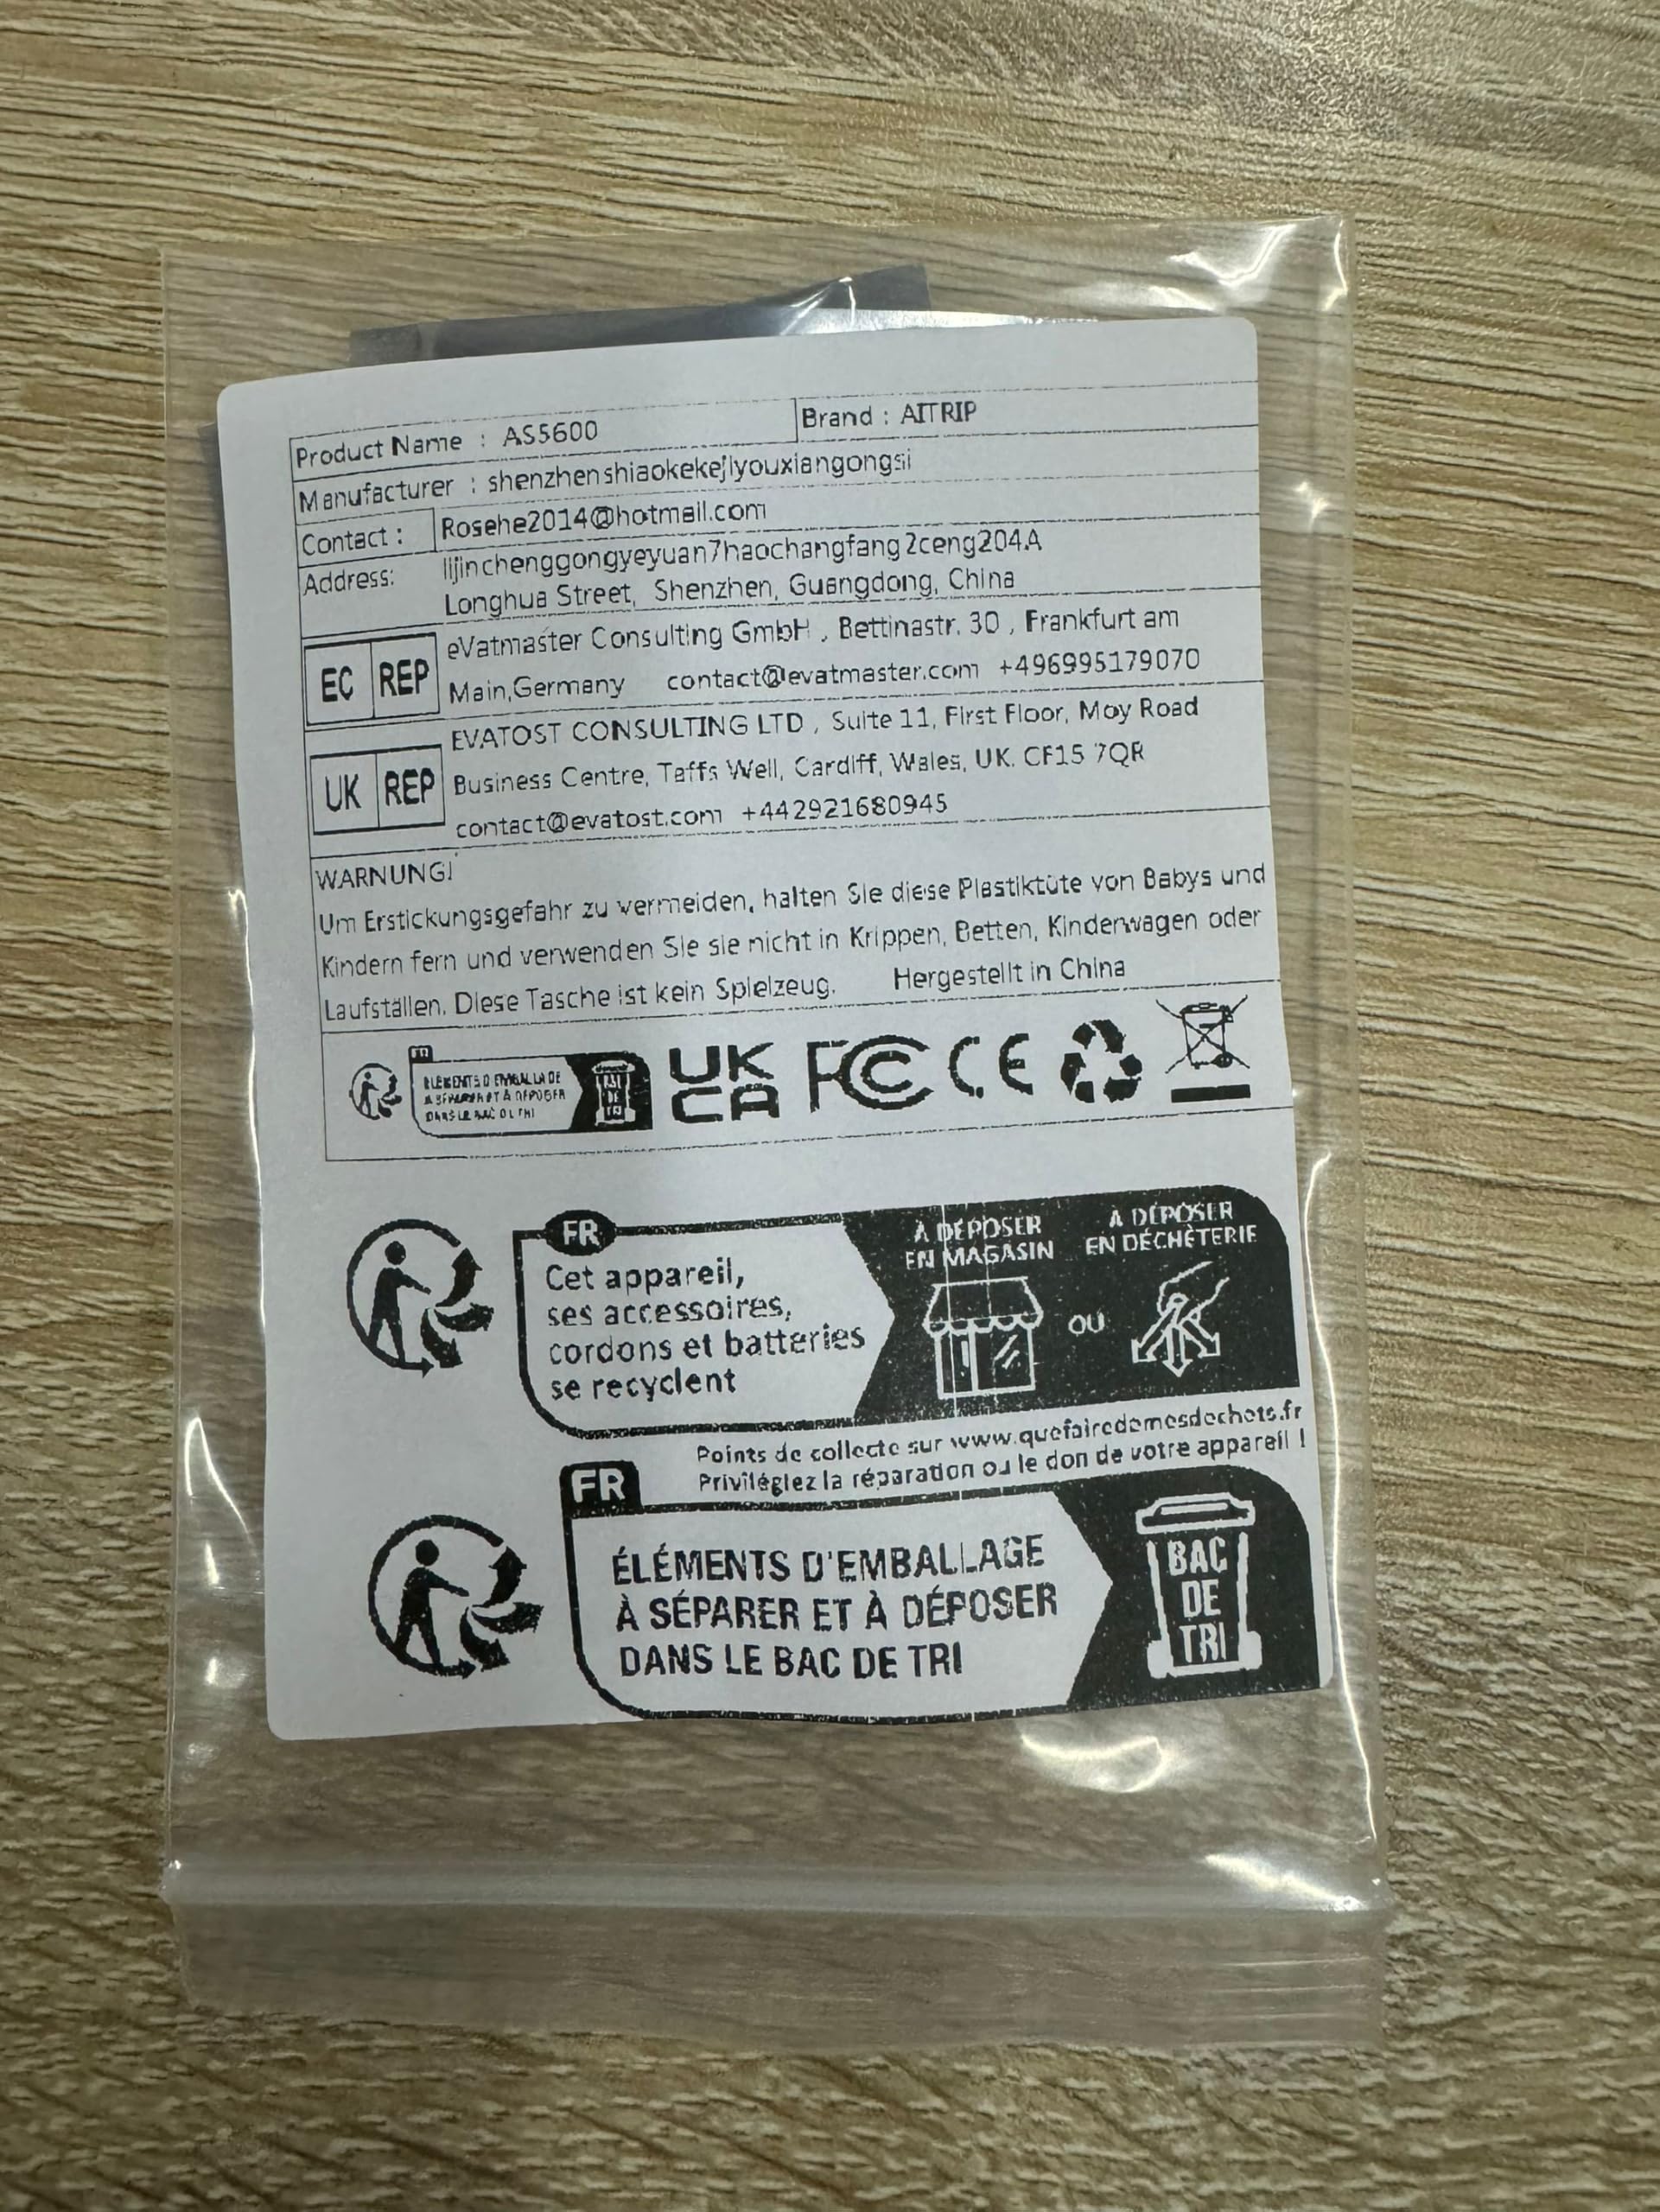 Product Name : AS5600
Brand : AITRIP
Manufacturer : shenzhenshiaokekejiyouxiangongsi
Contact : Rosehe2014@hotmail.com
Address: lijinchenggongyeyuan7haochangfang2ceng204A
Longhua Street, Shenzhen, Guangdong, China
EC REP
eVatmaster Consulting GmbH , Bettinastr. 30 , Frankfurt am
Main,Germany contact@evatmaster.com +496995179070
UK REP
EVATOST CONSULTING LTD , Suite 11, First Floor, Moy Road
Business Centre, Taffs Well, Cardiff, Wales, UK. CF15 7QR
contact@evatost.com +442921680945
WARNUNG!
Um Erstickungsgefahr zu vermeiden, halten Sie diese Plastiktüte von Babys und
Kindern fern und verwenden Sie sie nicht in Krippen, Betten, Kinderwagen oder
Laufställen. Diese Tasche ist kein Spielzeug. Hergestellt in China
UK
CA
FC CE
FR
Cet appareil,
ses accessoires,
cordons et batteries
se recyclent
À DÉPOSER
EN MAGASIN
OU
À DÉPOSER
EN DÉCHÈTERIE
Points de collecte sur www.quefairedemesdechets.fr
Privilégiez la réparation ou le don de votre appareil !
FR
ÉLÉMENTS D'EMBALLAGE
À SÉPARER ET À DÉPOSER
DANS LE BAC DE TRI
BAC
DE
TRI